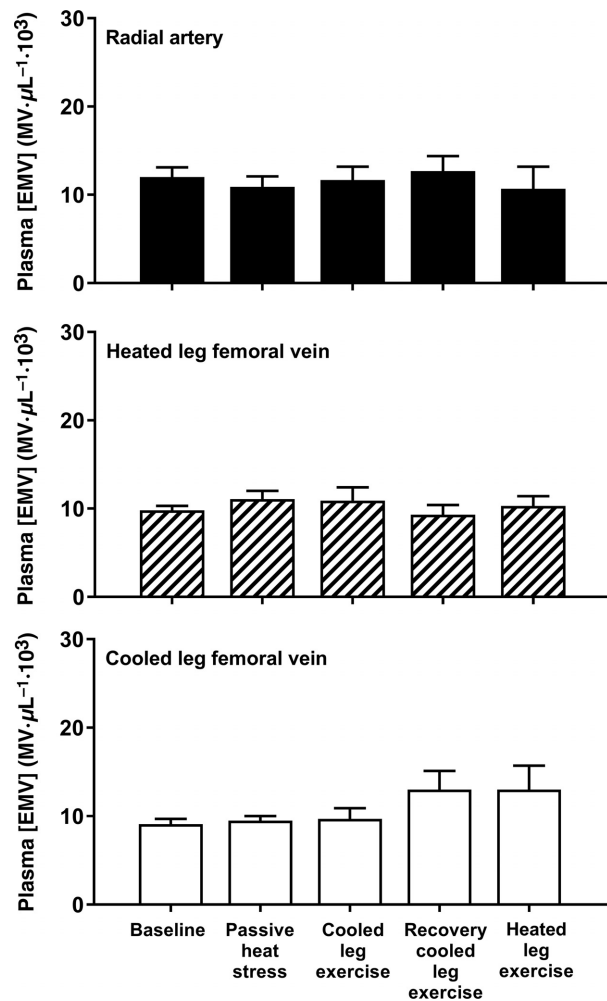 Radial artery
Plasma [EMV] (MV·µL⁻¹·10³)
30
20
10
0
Heated leg femoral vein
Plasma [EMV] (MV·µL⁻¹·10³)
30
20
10
0
Cooled leg femoral vein
Plasma [EMV] (MV·µL⁻¹·10³)
30
20
10
0
Baseline
Passive
heat
stress
Cooled
leg
exercise
Recovery
cooled
leg
exercise
Heated
leg
exercise